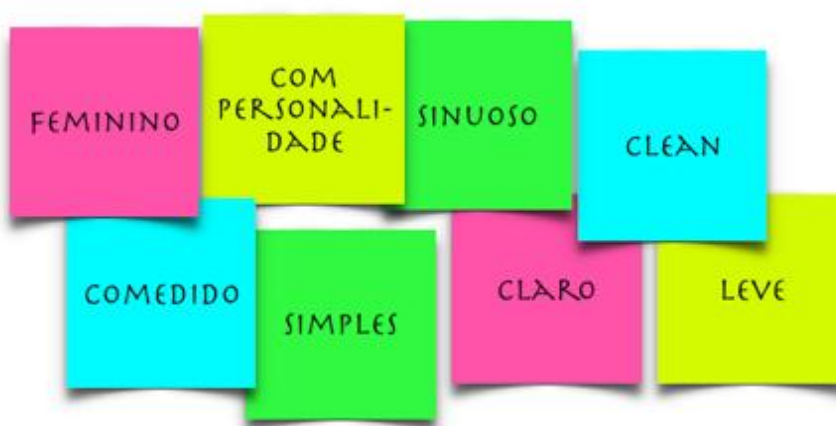 FEMININO
COM
PERSONALI-
DADE
SINUOSO
CLEAN
COMEDIDO
SIMPLES
CLARO
LEVE